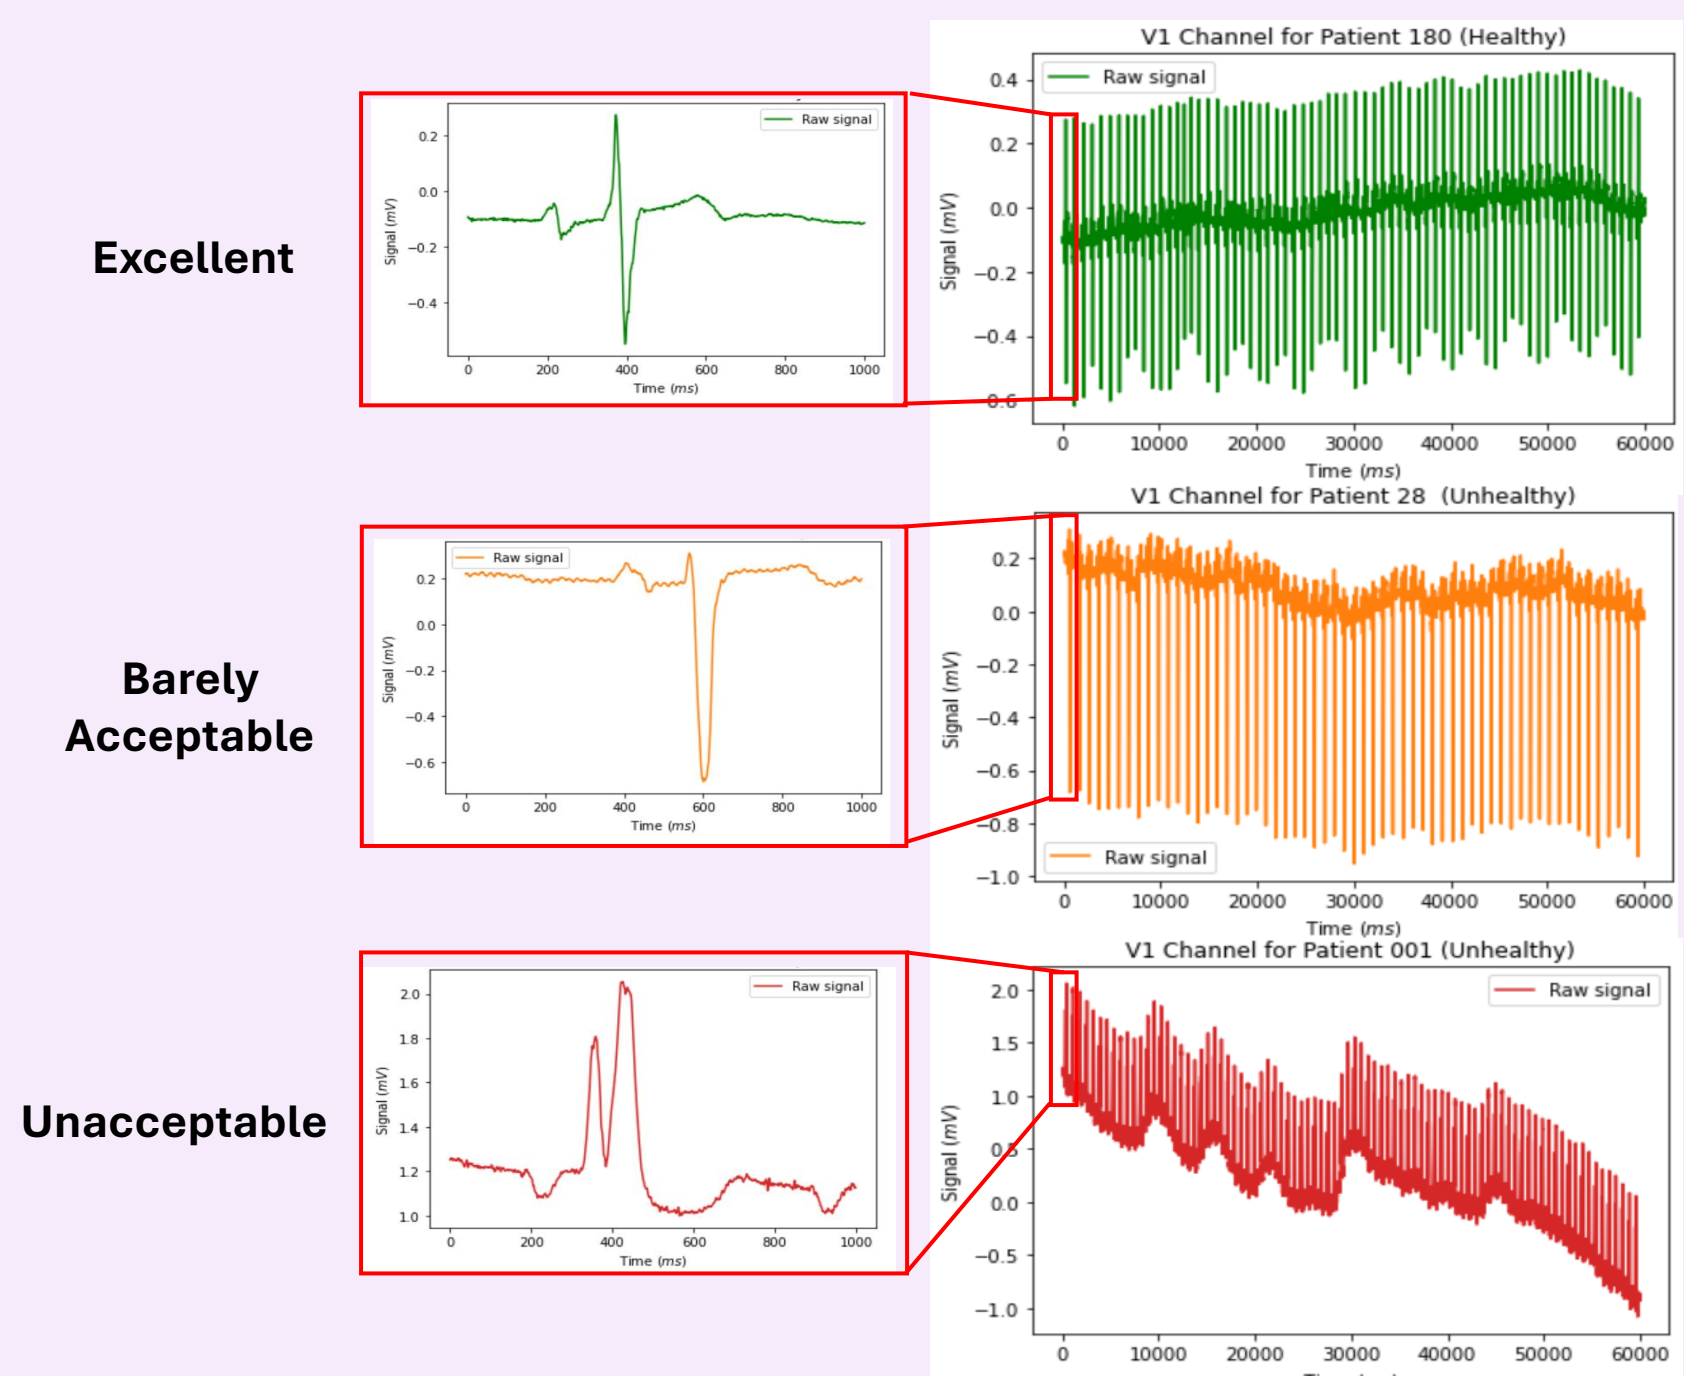 Excellent
Raw signal
0.2
0.0
−0.2
−0.4
Signal (mV)
0 200 400 600 800 1000
Time (ms)
V1 Channel for Patient 180 (Healthy)
Raw signal
0.4
0.2
0.0
−0.2
−0.4
Signal (mV)
0 10000 20000 30000 40000 50000 60000
Time (ms)
Barely
Acceptable
Raw signal
0.2
0.0
−0.2
−0.4
−0.6
Signal (mV)
0 200 400 600 800 1000
Time (ms)
V1 Channel for Patient 28 (Unhealthy)
0.2
0.0
−0.2
−0.4
−0.6
−0.8
−1.0
Signal (mV)
Raw signal
0 10000 20000 30000 40000 50000 60000
Time (ms)
Unacceptable
Raw signal
2.0
1.8
1.6
1.4
1.2
1.0
Signal (mV)
0 200 400 600 800 1000
Time (ms)
V1 Channel for Patient 001 (Unhealthy)
Raw signal
2.0
1.5
1.0
0.5
0.0
−0.5
−1.0
Signal (mV)
0 10000 20000 30000 40000 50000 60000